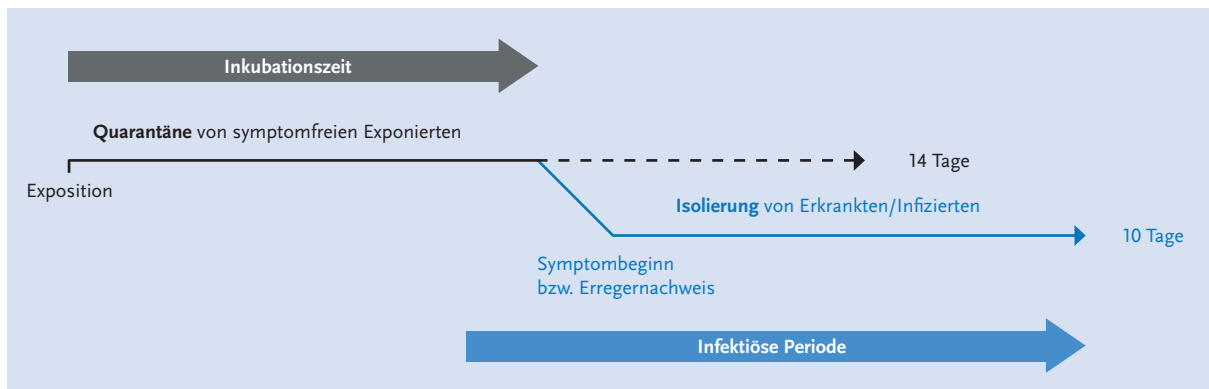 Inkubationszeit
Quarantäne von symptomfreien Exponierten
14 Tage
Exposition
Isolierung von Erkrankten/Infizierten
10 Tage
Symptombeginn
bzw. Erregernachweis
Infektiöse Periode